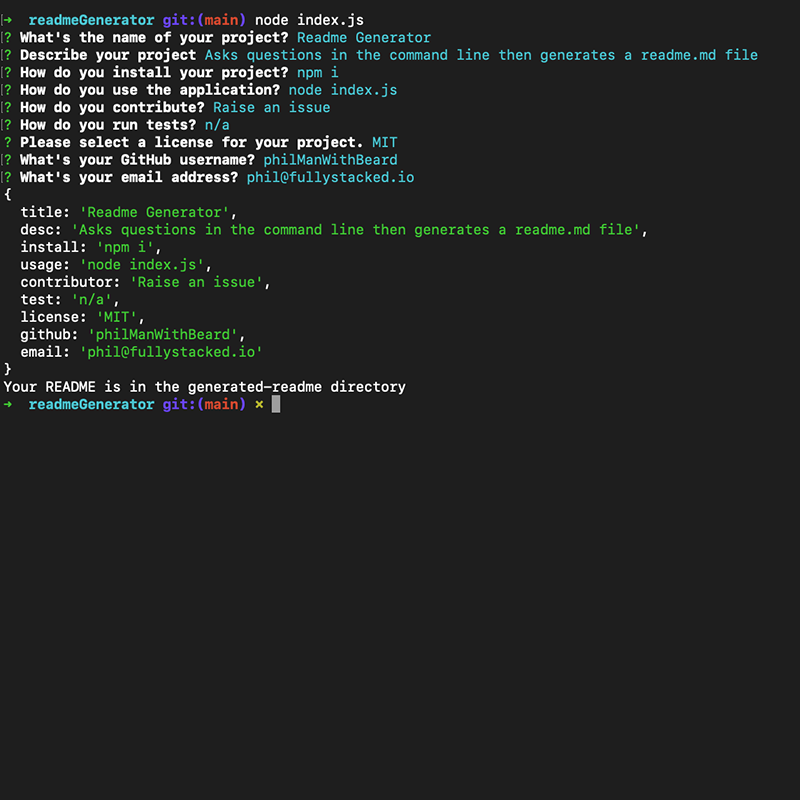 ➜  readmeGenerator git:(main) node index.js
? What's the name of your project? Readme Generator
? Describe your project Asks questions in the command line then generates a readme.md file
? How do you install your project? npm i
? How do you use the application? node index.js
? How do you contribute? Raise an issue
? How do you run tests? n/a
? Please select a license for your project. MIT
? What's your GitHub username? philManWithBeard
? What's your email address? phil@fullystacked.io
{
  title: 'Readme Generator',
  desc: 'Asks questions in the command line then generates a readme.md file',
  install: 'npm i',
  usage: 'node index.js',
  contributor: 'Raise an issue',
  test: 'n/a',
  license: 'MIT',
  github: 'philManWithBeard',
  email: 'phil@fullystacked.io'
}
Your README is in the generated-readme directory
➜  readmeGenerator git:(main) ✗